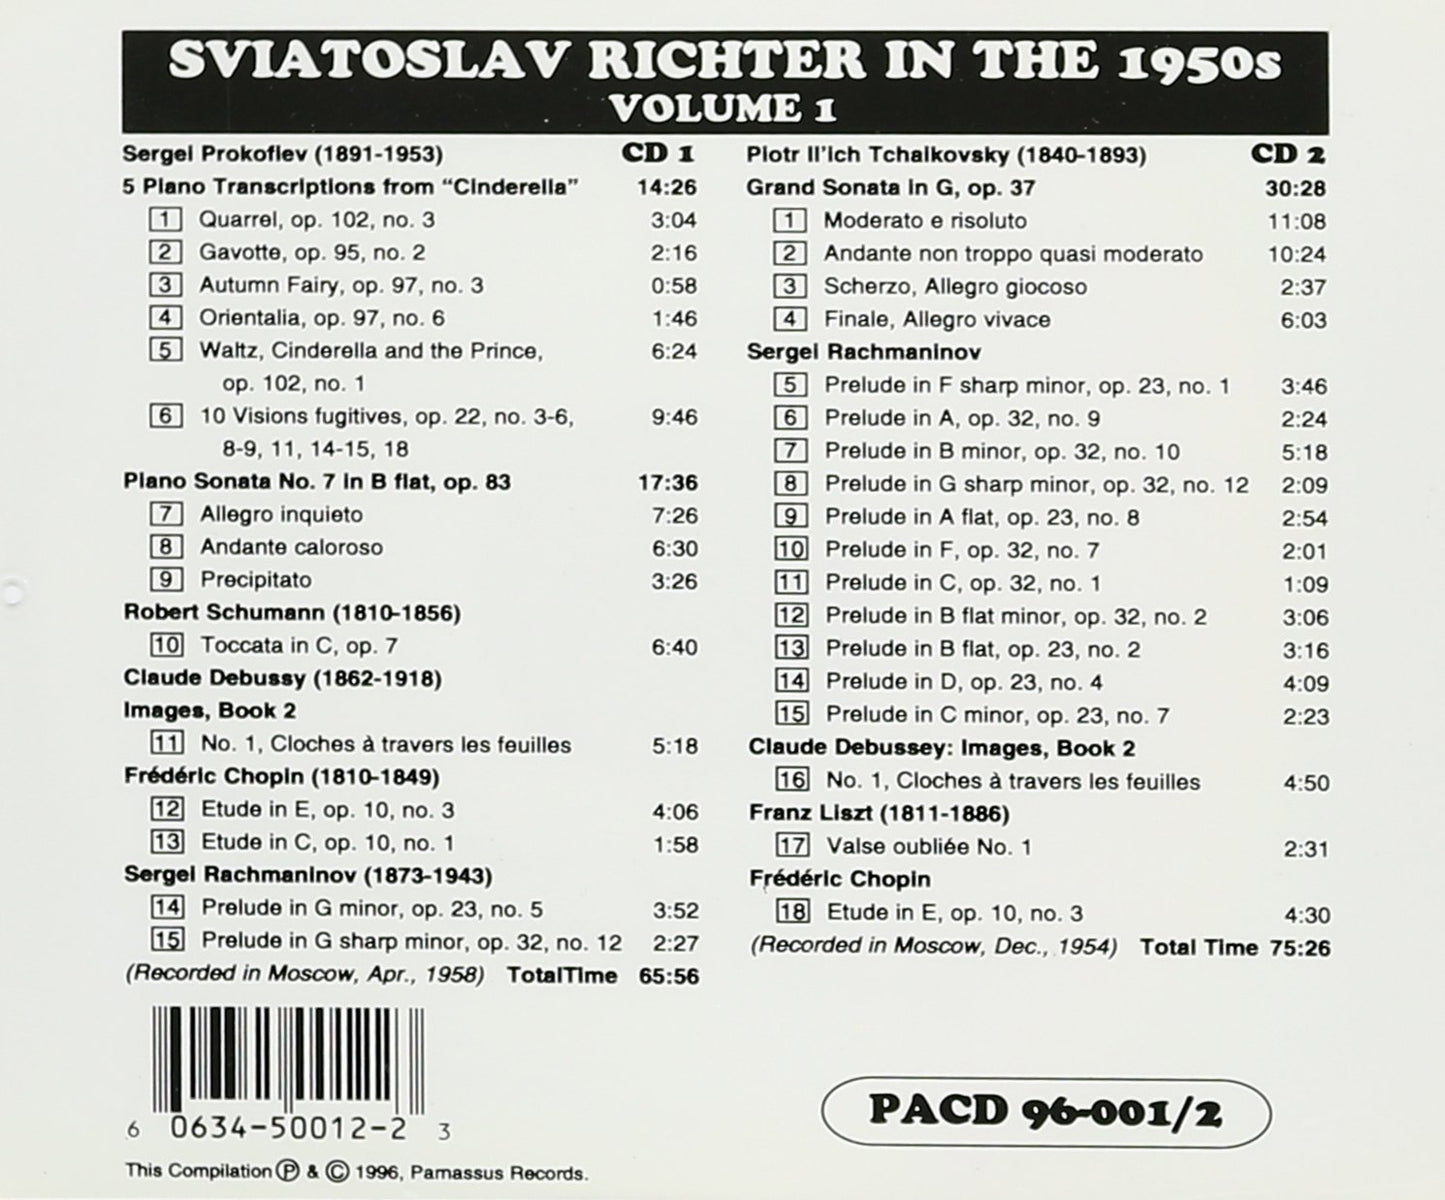 SVIATOSLAV RICHTER IN THE 1950s
VOLUME 1
Sergei Prokofiev (1891-1953) CD 1
5 Piano Transcriptions from “Cinderella” 14:26
1 Quarrel, op. 102, no. 3 3:04
2 Gavotte, op. 95, no. 2 2:16
3 Autumn Fairy, op. 97, no. 3 0:58
4 Orientalia, op. 97, no. 6 1:46
5 Waltz, Cinderella and the Prince, 6:24
op. 102, no. 1
6 10 Visions fugitives, op. 22, no. 3-6, 9:46
8-9, 11, 14-15, 18
Piano Sonata No. 7 in B flat, op. 83 17:36
7 Allegro inquieto 7:26
8 Andante caloroso 6:30
9 Precipitato 3:26
Robert Schumann (1810-1856)
10 Toccata in C, op. 7 6:40
Claude Debussy (1862-1918)
Images, Book 2
11 No. 1, Cloches à travers les feuilles 5:18
Frédéric Chopin (1810-1849)
12 Etude in E, op. 10, no. 3 4:06
13 Etude in C, op. 10, no. 1 1:58
Sergei Rachmaninov (1873-1943)
14 Prelude in G minor, op. 23, no. 5 3:52
15 Prelude in G sharp minor, op. 32, no. 12 2:27
(Recorded in Moscow, Apr., 1958) TotalTime 65:56
Piotr Il'ich Tchaikovsky (1840-1893) CD 2
Grand Sonata in G, op. 37 30:28
1 Moderato e risoluto 11:08
2 Andante non troppo quasi moderato 10:24
3 Scherzo, Allegro giocoso 2:37
4 Finale, Allegro vivace 6:03
Sergei Rachmaninov
5 Prelude in F sharp minor, op. 23, no. 1 3:46
6 Prelude in A, op. 32, no. 9 2:24
7 Prelude in B minor, op. 32, no. 10 5:18
8 Prelude in G sharp minor, op. 32, no. 12 2:09
9 Prelude in A flat, op. 23, no. 8 2:54
10 Prelude in F, op. 32, no. 7 2:01
11 Prelude in C, op. 32, no. 1 1:09
12 Prelude in B flat minor, op. 32, no. 2 3:06
13 Prelude in B flat, op. 23, no. 2 3:16
14 Prelude in D, op. 23, no. 4 4:09
15 Prelude in C minor, op. 23, no. 7 2:23
Claude Debussey: Images, Book 2
16 No. 1, Cloches à travers les feuilles 4:50
Franz Liszt (1811-1886)
17 Valse oubliée No. 1 2:31
Frédéric Chopin
18 Etude in E, op. 10, no. 3 4:30
(Recorded in Moscow, Dec., 1954) Total Time 75:26
6 0634-50012-2 3
PACD 96-001/2
This Compilation Ⓟ & © 1996, Parnassus Records.